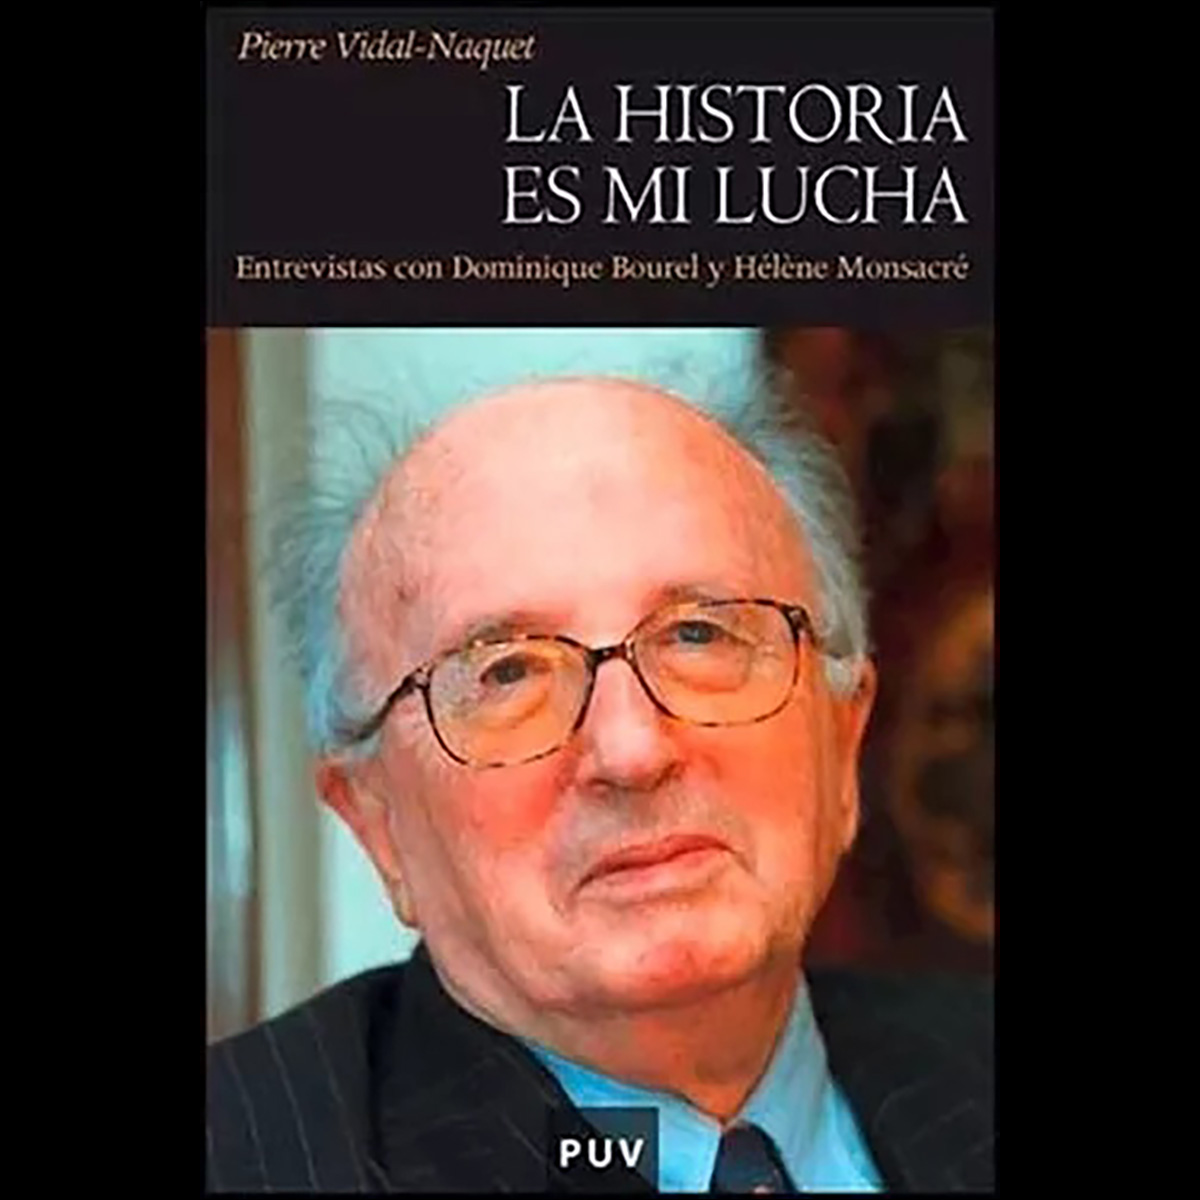 Pierre Vidal-Naquet
LA HISTORIA
ES MI LUCHA
Entrevistas con Dominique Bourel y Hélène Monsacré
PUV